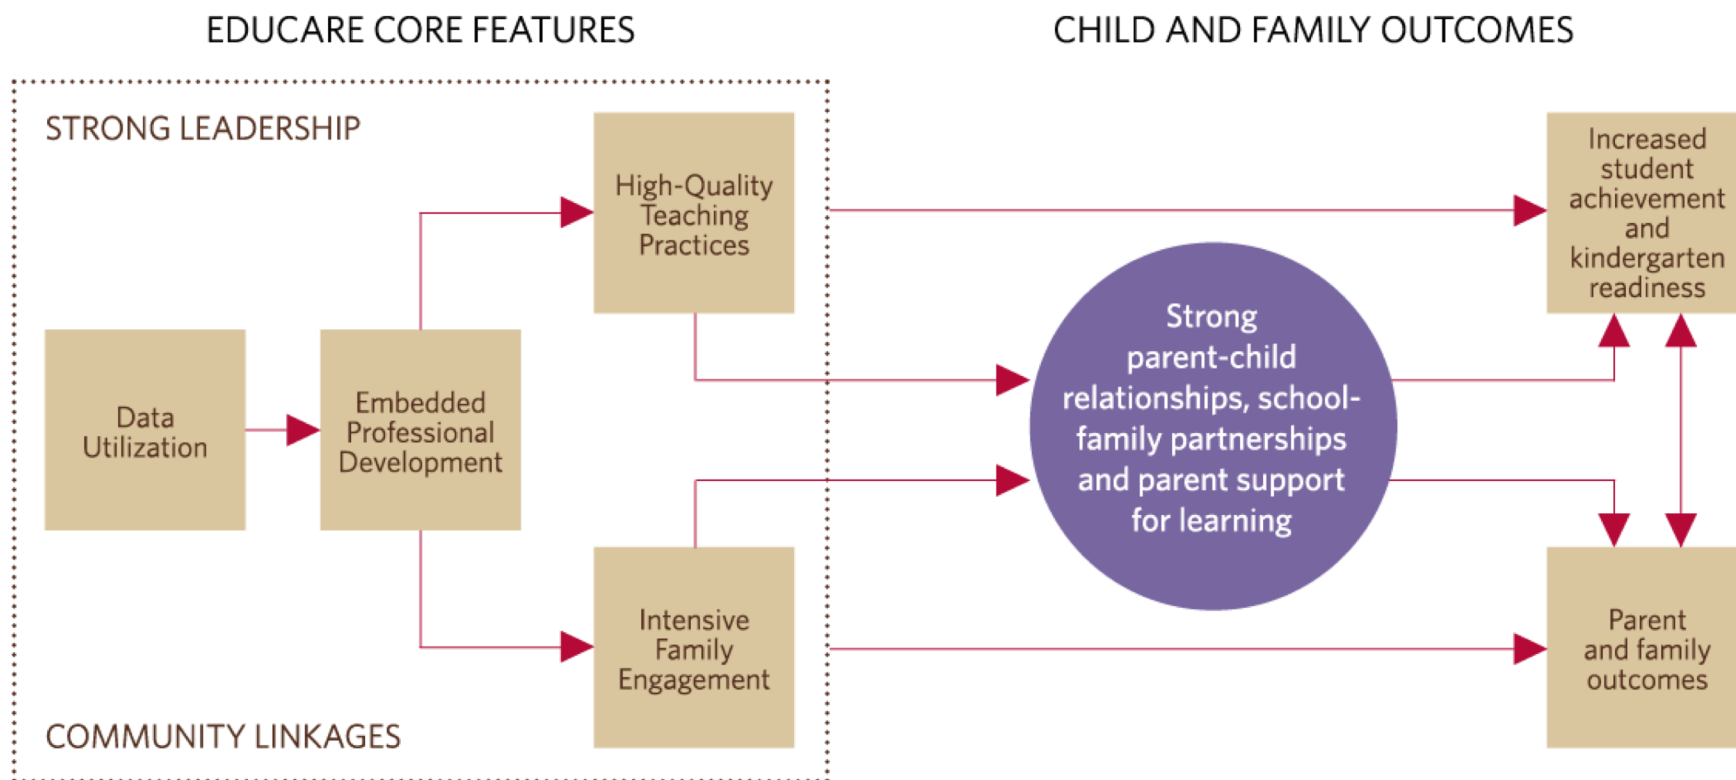 EDUCARE CORE FEATURES
CHILD AND FAMILY OUTCOMES
STRONG LEADERSHIP
High-Quality
Teaching
Practices
Increased
student
achievement
and
kindergarten
readiness
Data
Utilization
Embedded
Professional
Development
Strong
parent-child
relationships, school-
family partnerships
and parent support
for learning
Intensive
Family
Engagement
Parent
and family
outcomes
COMMUNITY LINKAGES